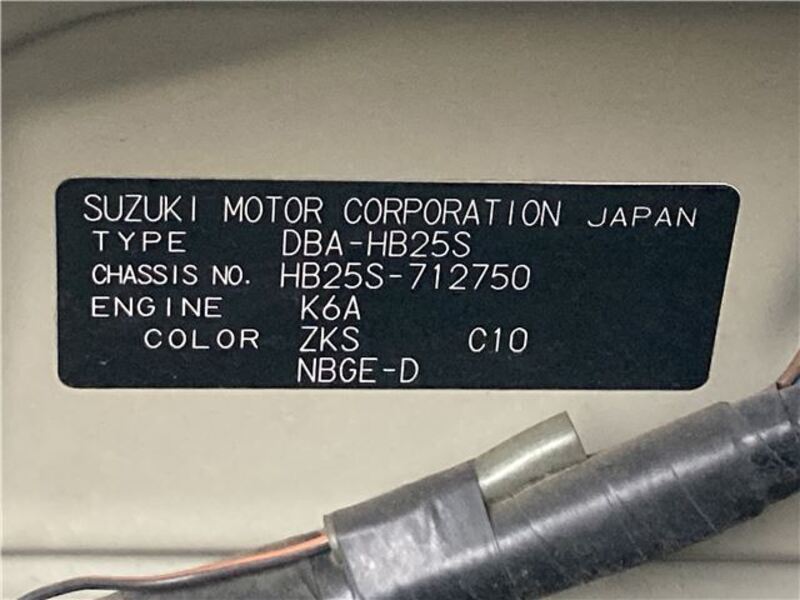 SUZUKI MOTOR CORPORATION JAPAN
TYPE DBA-HB25S
CHASSIS NO. HB25S-712750
ENGINE K6A
COLOR ZKS C10
NBGE-D